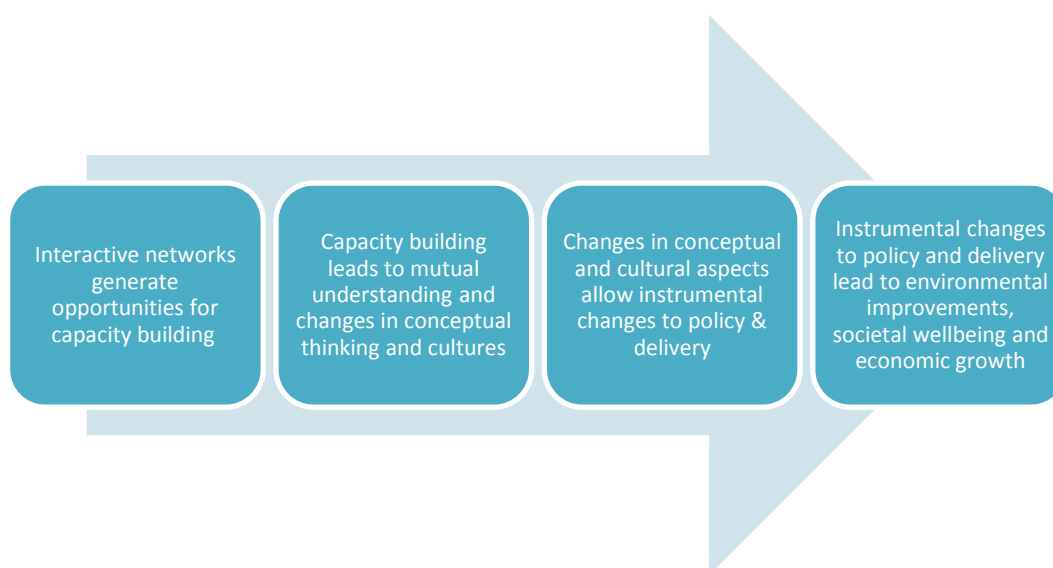 Interactive networks
generate
opportunities for
capacity building
Capacity building
leads to mutual
understanding and
changes in conceptual
thinking and cultures
Changes in conceptual
and cultural aspects
allow instrumental
changes to policy &
delivery
Instrumental changes
to policy and delivery
lead to environmental
improvements,
societal wellbeing and
economic growth